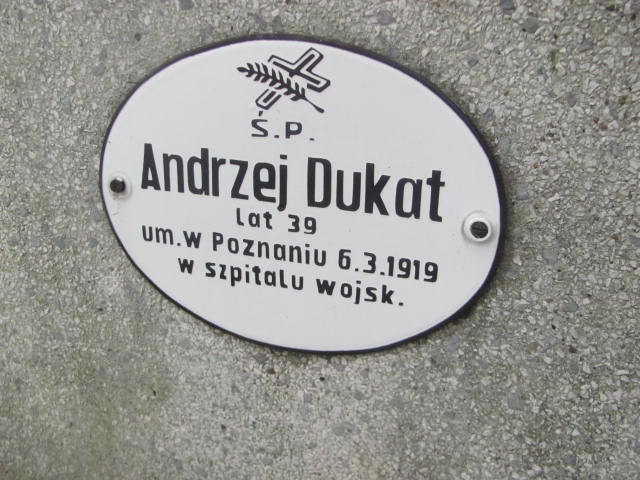 Ś.P.
Andrzej Dukat
Lat 39
um.w Poznaniu 6.3.1919
w szpitalu wojsk.